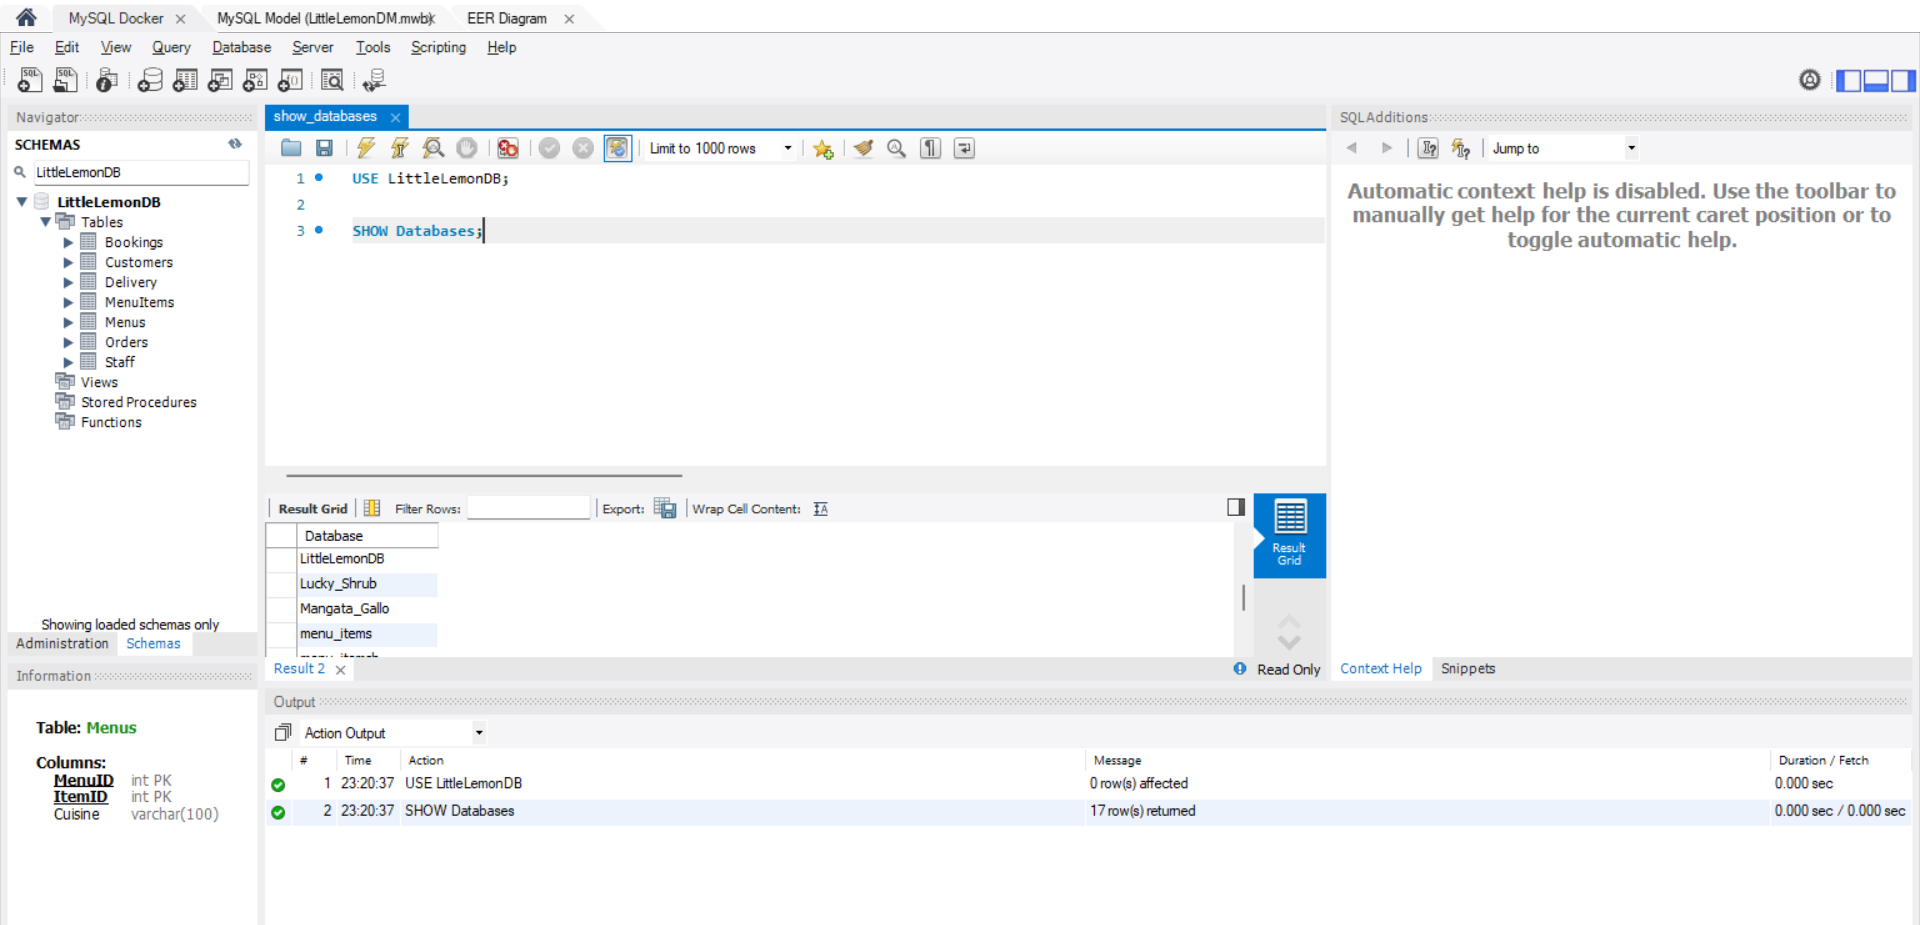 MySQL Docker
MySQL Model (LittleLemonDM.mwb)
EER Diagram
File Edit View Query Database Server Tools Scripting Help
Navigator
SCHEMAS
LittleLemonDB
LittleLemonDB
Tables
Bookings
Customers
Delivery
MenuItems
Menus
Orders
Staff
Views
Stored Procedures
Functions
Showing loaded schemas only
Administration Schemas
Information
Table: Menus
Columns:
MenuID int PK
ItemID int PK
Cuisine varchar(100)
show_databases
Limit to 1000 rows
1 USE LittleLemonDB;
2
3 SHOW Databases;
Result Grid Filter Rows: Export: Wrap Cell Content:
Database
LittleLemonDB
Lucky_Shrub
Mangata_Gallo
menu_items
Result
Grid
Result 2
Read Only
SQLAdditions
Jump to
Automatic context help is disabled. Use the toolbar to
manually get help for the current caret position or to
toggle automatic help.
Context Help Snippets
Output
Action Output
# Time Action Message Duration / Fetch
1 23:20:37 USE LittleLemonDB 0 row(s) affected 0.000 sec
2 23:20:37 SHOW Databases 17 row(s) returned 0.000 sec / 0.000 sec